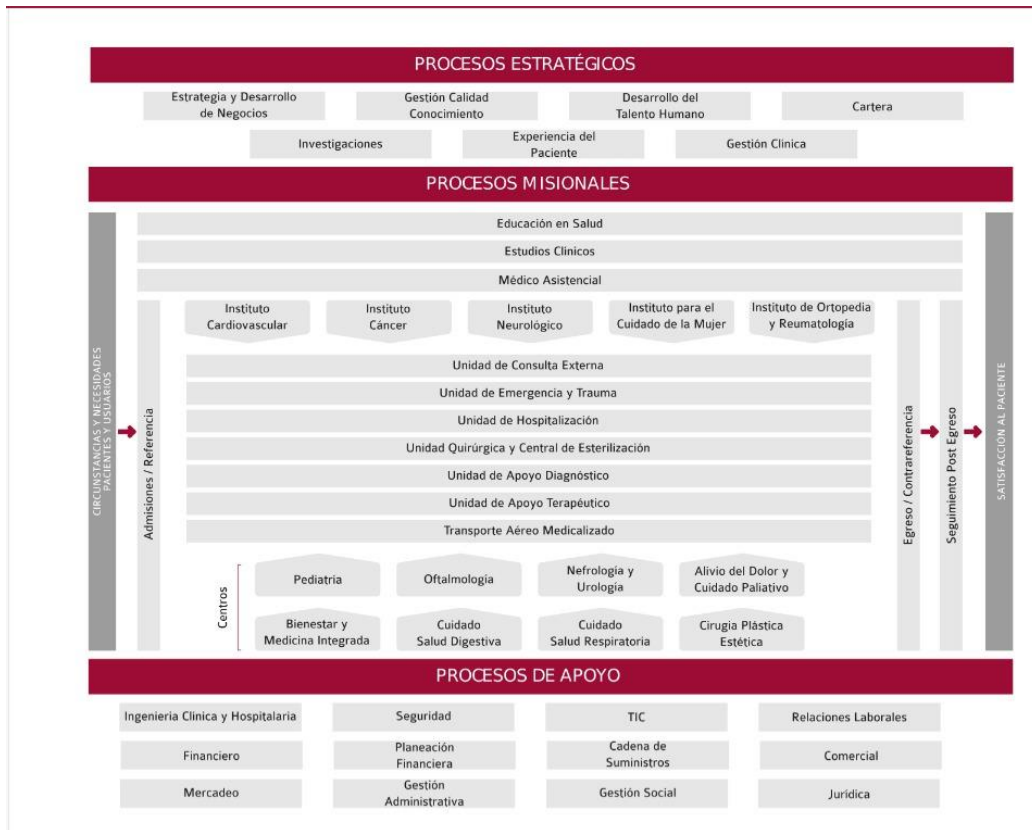 PROCESOS ESTRATÉGICOS
Estrategia y Desarrollo
de Negocios
Gestión Calidad
Conocimiento
Desarrollo del
Talento Humano
Cartera
Investigaciones
Experiencia del
Paciente
Gestión Clínica
PROCESOS MISIONALES
CIRCUNSTANCIAS Y NECESIDADES
PACIENTES Y USUARIOS
Educación en Salud
Estudios Clínicos
Médico Asistencial
Admisiones / Referencia
Instituto
Cardiovascular
Instituto
Cáncer
Instituto
Neurológico
Instituto para el
Cuidado de la Mujer
Instituto de Ortopedia
y Reumatología
Unidad de Consulta Externa
Unidad de Emergencia y Trauma
Unidad de Hospitalización
Unidad Quirúrgica y Central de Esterilización
Unidad de Apoyo Diagnóstico
Unidad de Apoyo Terapéutico
Transporte Aéreo Medicalizado
Centros
Pediatría
Oftalmología
Nefrología y
Urología
Alivio del Dolor y
Cuidado Paliativo
Bienestar y
Medicina Integrada
Cuidado
Salud Digestiva
Cuidado
Salud Respiratoria
Cirugía Plástica
Estética
Egreso / Contrareferencia
Seguimiento Post Egreso
SATISFACCIÓN AL PACIENTE
PROCESOS DE APOYO
Ingeniería Clínica y Hospitalaria
Seguridad
TIC
Relaciones Laborales
Financiero
Planeación
Financiera
Cadena de
Suministros
Comercial
Mercadeo
Gestión
Administrativa
Gestión Social
Jurídica